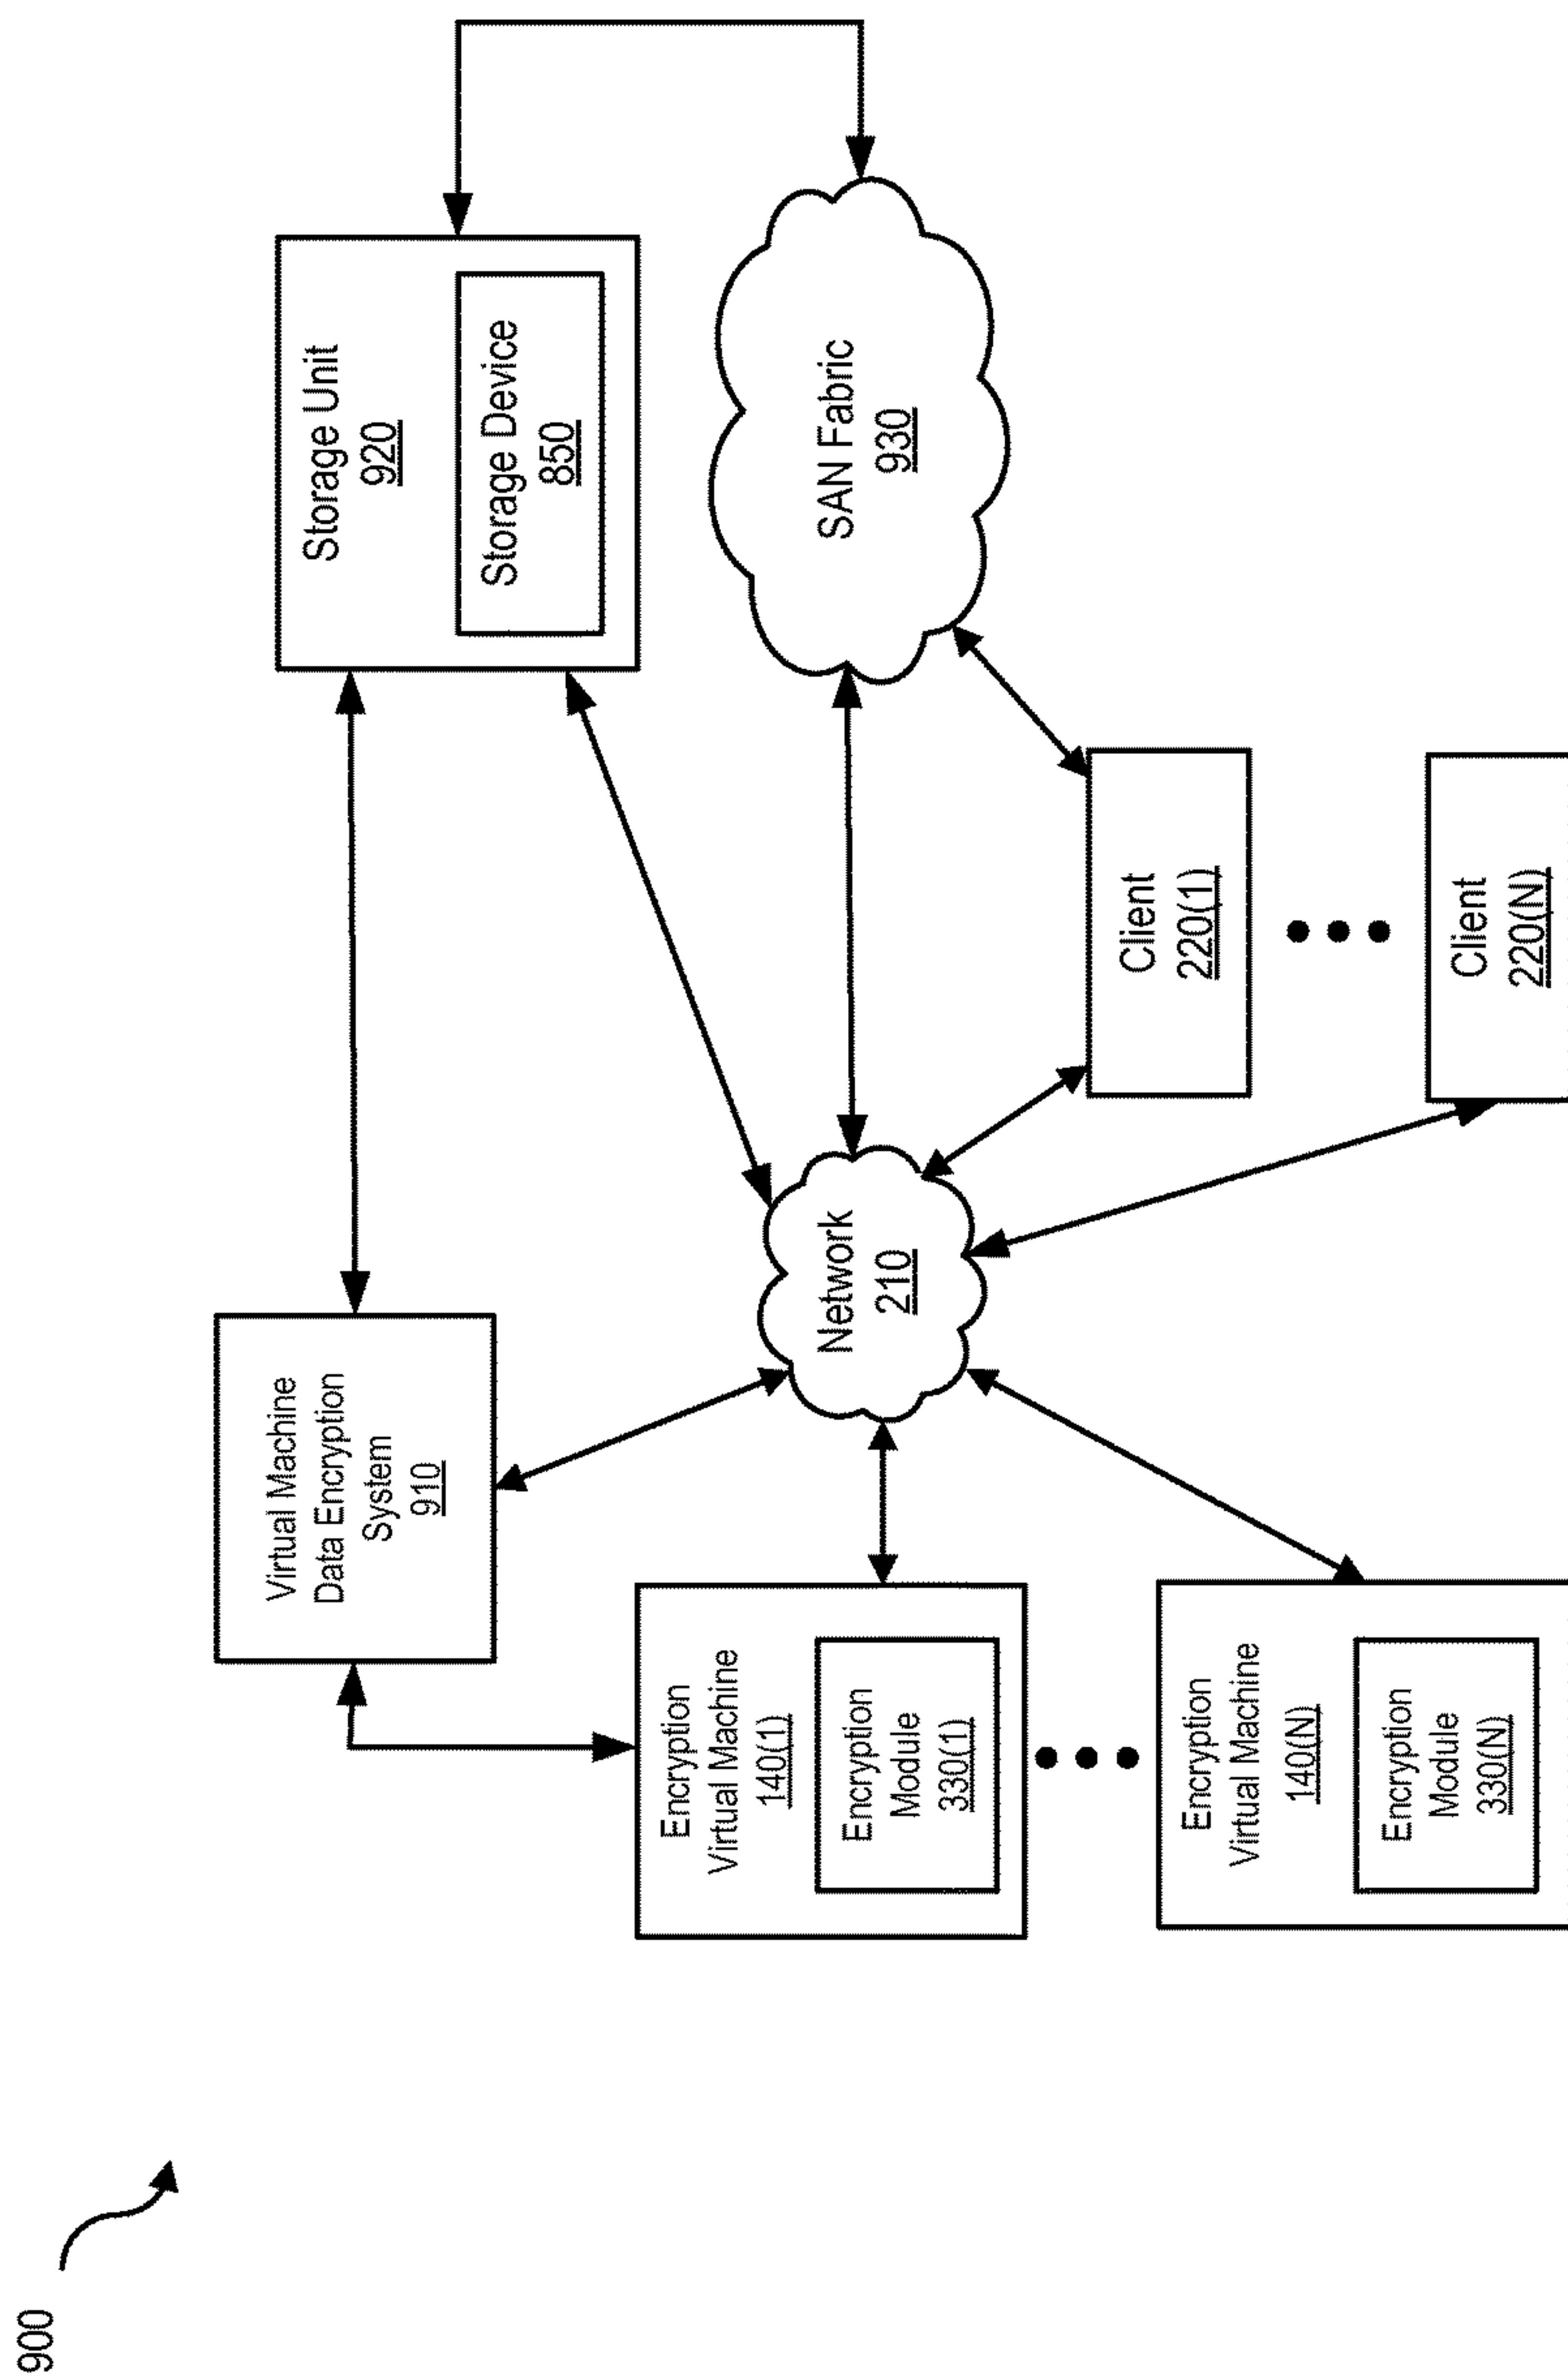 900
Virtual Machine
Data Encryption
System
910
Storage Unit
920
Storage Device
850
Encryption
Virtual Machine
140(1)
Encryption
Module
330(1)
Network
210
SAN Fabric
930
Client
220(1)
Encryption
Virtual Machine
140(N)
Encryption
Module
330(N)
Client
220(N)